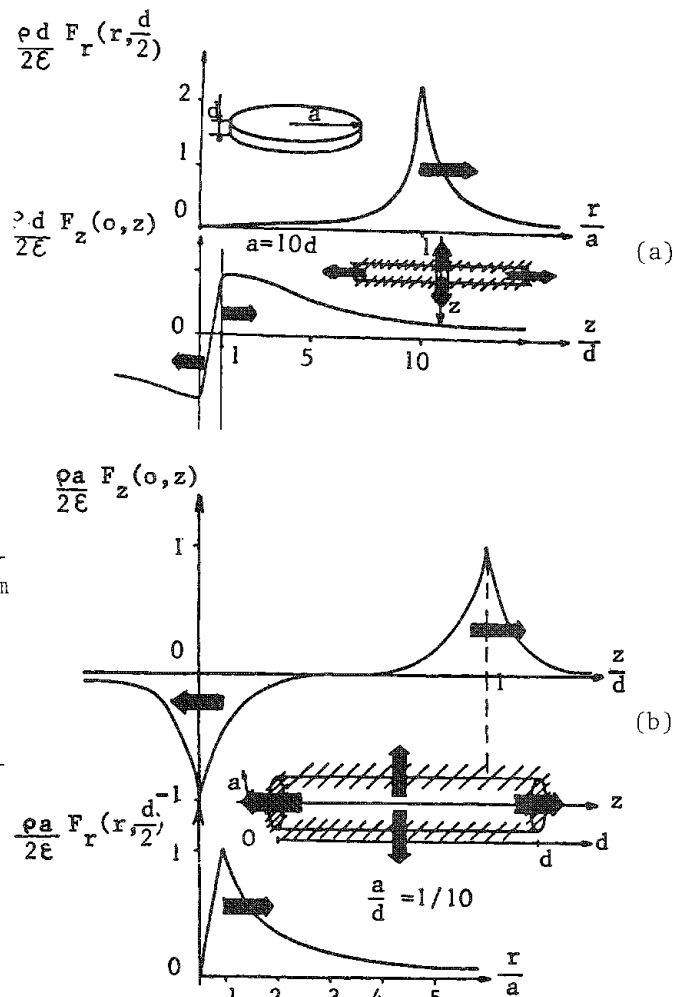 ρd/2ε F_r(r,d/2)
2
d
a
1
0
r/a
ρd/2ε F_z(o,z)
a=10d
1
(a)
z
0
1
5
10
z/d
ρa/2ε F_z(o,z)
1
n
0
z/d
1
(b)
-1
a
z
ρa/2ε F_r(r,d/2)
0
d
d
1
a/d =1/10
0
1
2
3
4
5
r/a